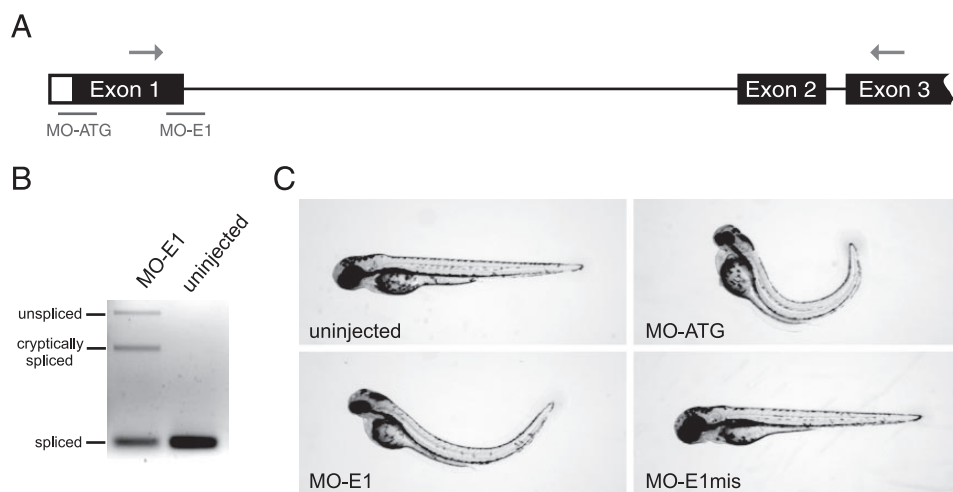 A
Exon 1
Exon 2
Exon 3
MO-ATG
MO-E1
B
MO-E1
uninjected
unspliced
cryptically
spliced
spliced
C
uninjected
MO-ATG
MO-E1
MO-E1mis